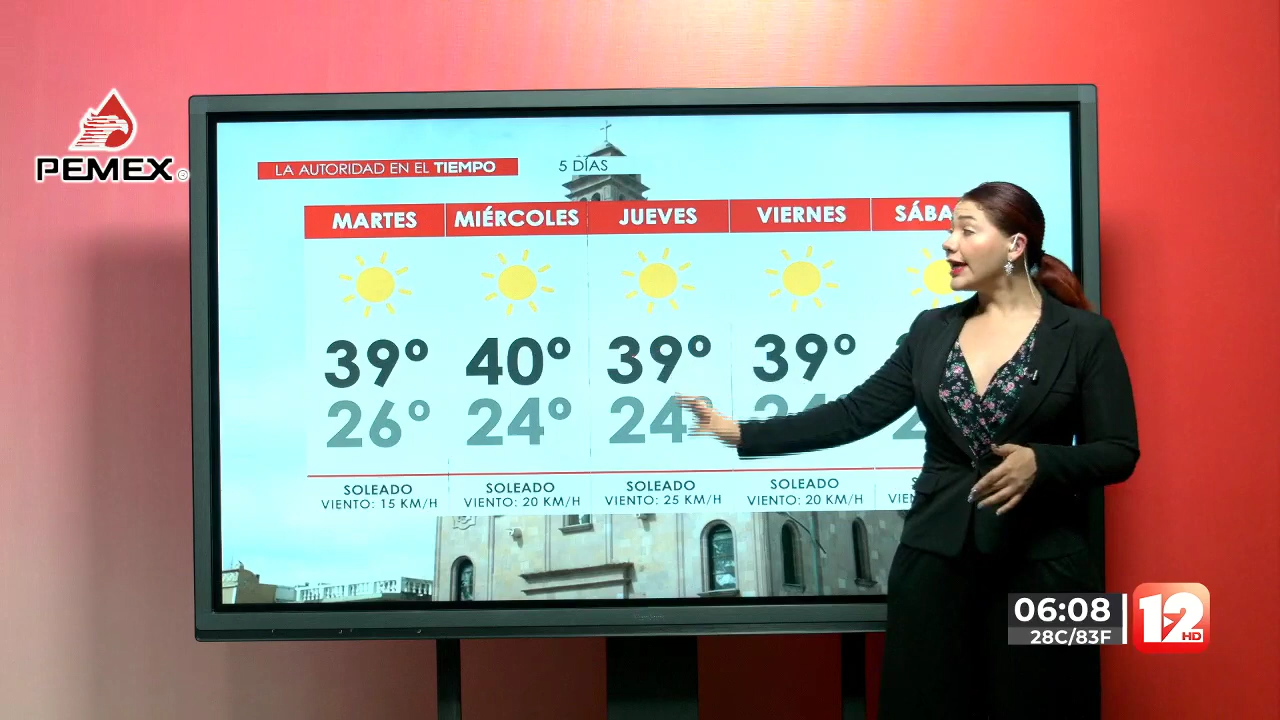 PEMEX
LA AUTORIDAD EN EL TIEMPO
5 DÍAS
MARTES MIÉRCOLES JUEVES VIERNES
39° 40° 39° 39°
26° 24° 24°
SOLEADO SOLEADO SOLEADO SOLEADO
VIENTO: 15 KM/H VIENTO: 20 KM/H VIENTO: 25 KM/H VIENTO: 20 KM/H
06:08
28C/83F
12
HD